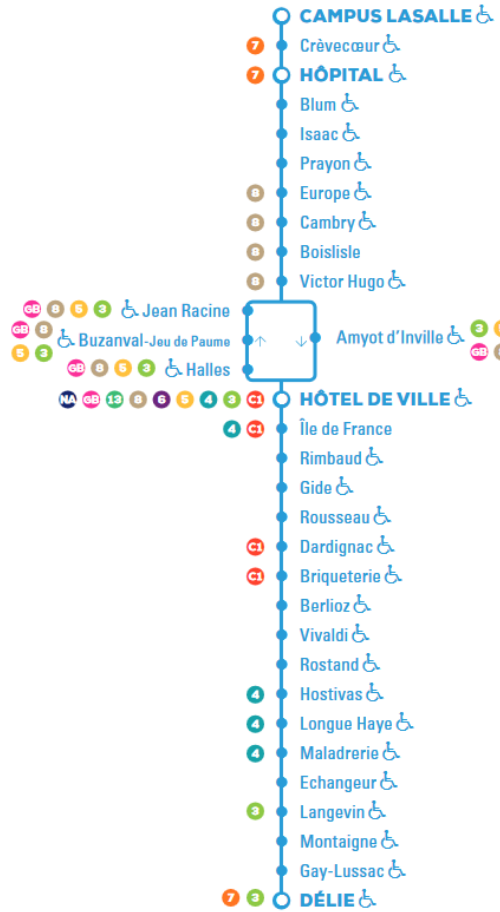 CAMPUS LASALLE
7 Crèvecœur
7 HÔPITAL
Blum
Isaac
Prayon
8 Europe
8 Cambry
8 Boislisle
8 Victor Hugo
GB 8 5 3 Jean Racine
GB 8
5 3 Buzanval-Jeu de Paume
Amyot d'Inville 3
GB
GB 8 5 3 Halles
NA GB 13 8 6 5 4 3 C1 HÔTEL DE VILLE
4 C1 Île de France
Rimbaud
Gide
Rousseau
C1 Dardignac
C1 Briqueterie
Berlioz
Vivaldi
Rostand
4 Hostivas
4 Longue Haye
4 Maladrerie
Echangeur
3 Langevin
Montaigne
Gay-Lussac
7 3 DÉLIE